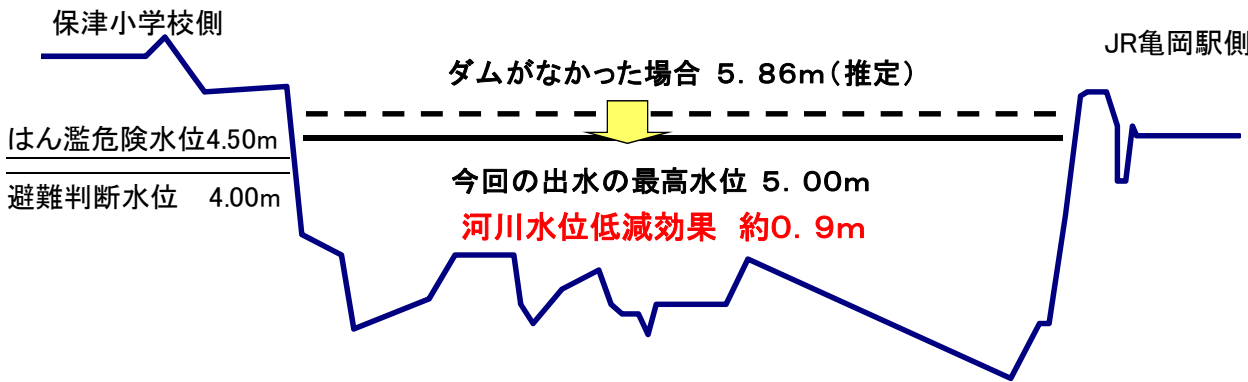 保津小学校側
JR亀岡駅側
ダムがなかった場合 5.86m(推定)
はん濫危険水位4.50m
今回の出水の最高水位 5.00m
避難判断水位 4.00m
河川水位低減効果 約0.9m